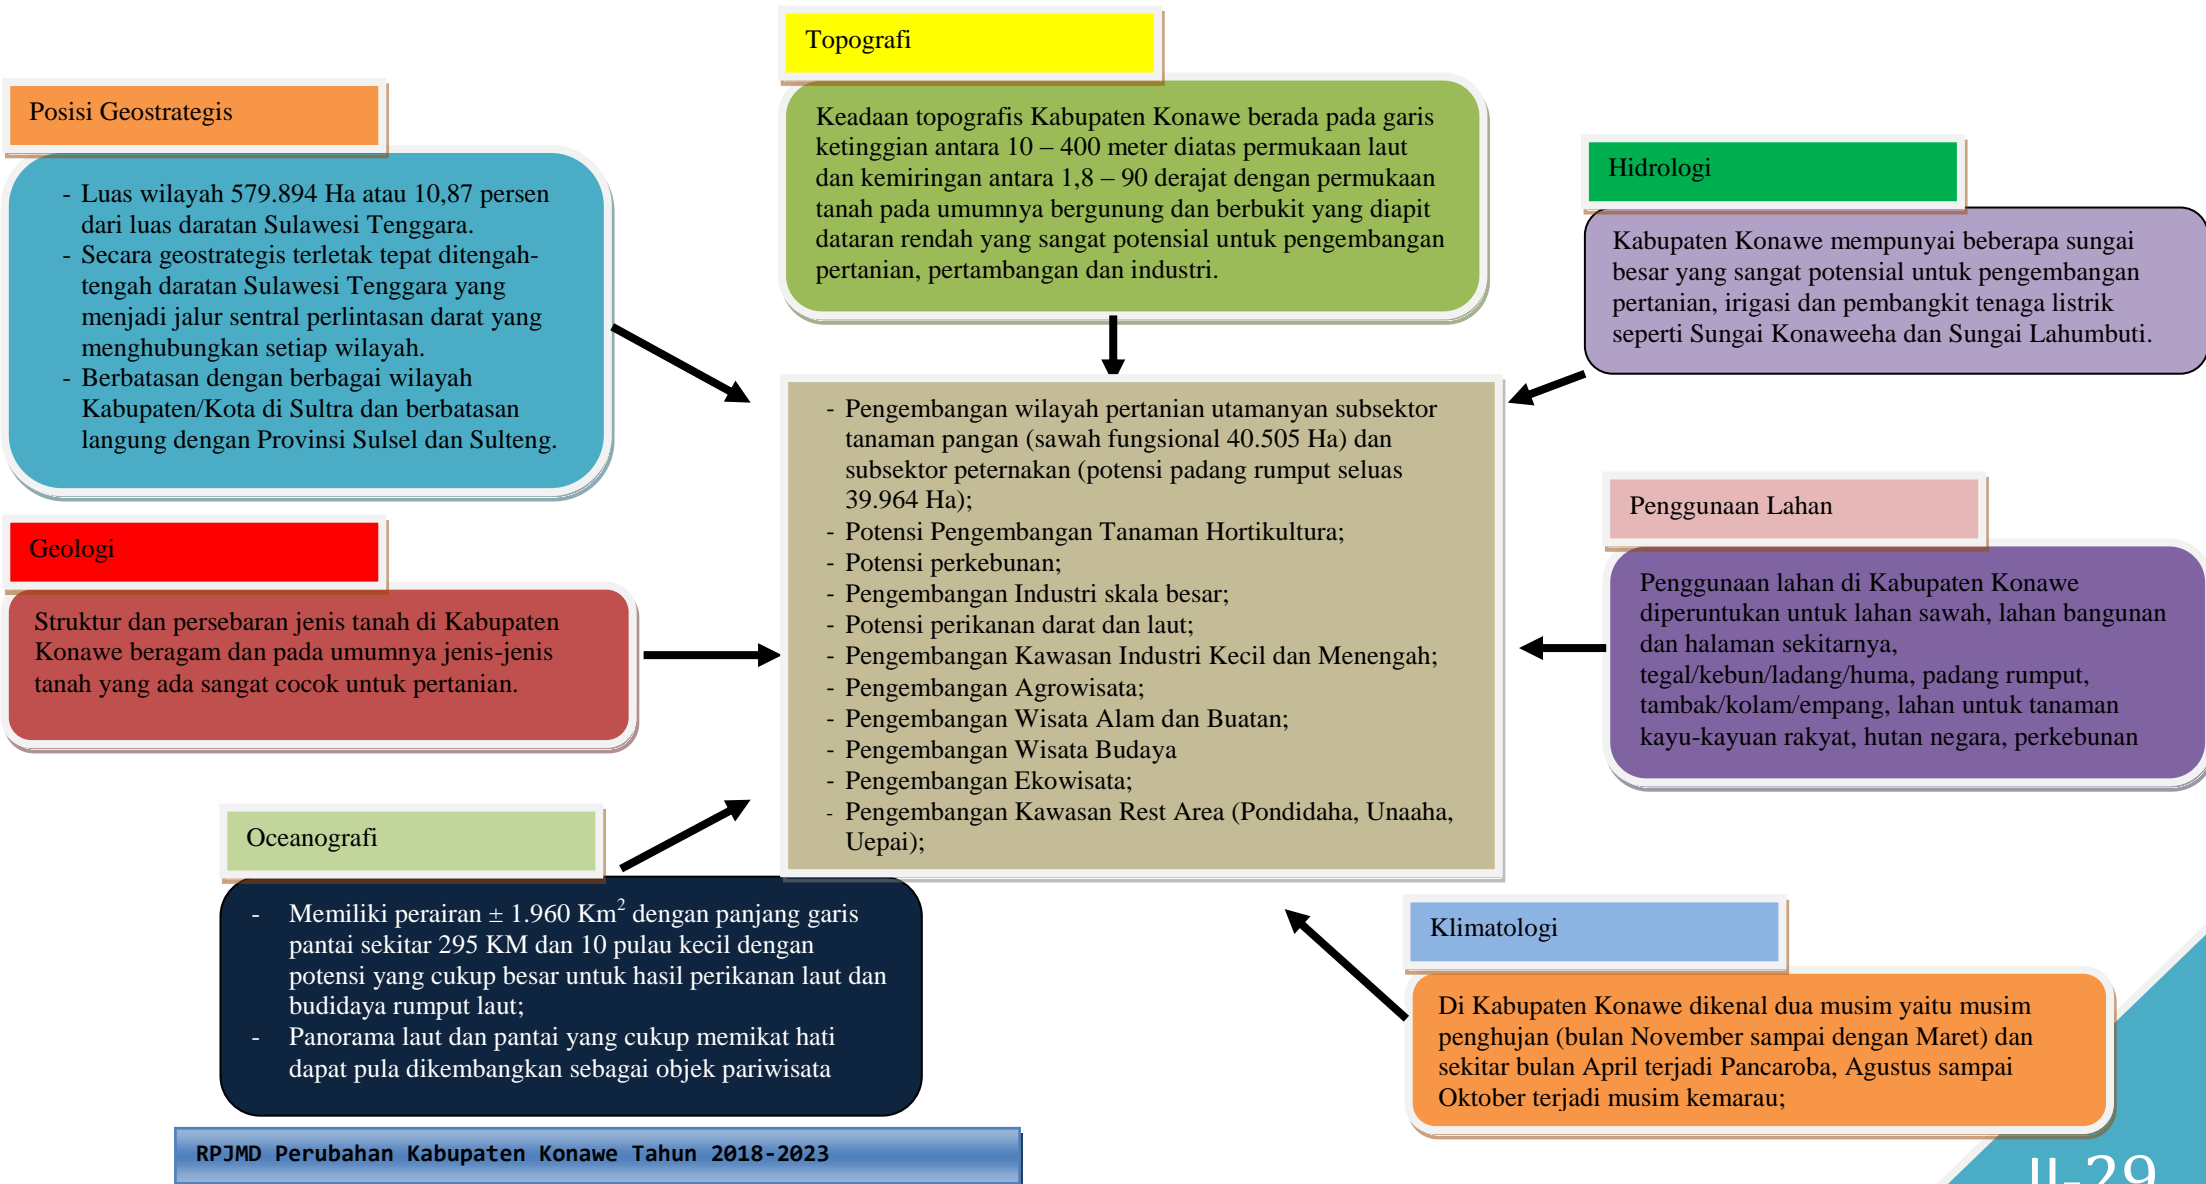 Topografi
Keadaan topografis Kabupaten Konawe berada pada garis
ketinggian antara 10 – 400 meter diatas permukaan laut
dan kemiringan antara 1,8 – 90 derajat dengan permukaan
tanah pada umumnya bergunung dan berbukit yang diapit
dataran rendah yang sangat potensial untuk pengembangan
pertanian, pertambangan dan industri.
Posisi Geostrategis
- Luas wilayah 579.894 Ha atau 10,87 persen
dari luas daratan Sulawesi Tenggara.
- Secara geostrategis terletak tepat ditengah-
tengah daratan Sulawesi Tenggara yang
menjadi jalur sentral perlintasan darat yang
menghubungkan setiap wilayah.
- Berbatasan dengan berbagai wilayah
Kabupaten/Kota di Sultra dan berbatasan
langung dengan Provinsi Sulsel dan Sulteng.
Hidrologi
Kabupaten Konawe mempunyai beberapa sungai
besar yang sangat potensial untuk pengembangan
pertanian, irigasi dan pembangkit tenaga listrik
seperti Sungai Konaweeha dan Sungai Lahumbuti.
- Pengembangan wilayah pertanian utamanyan subsektor
tanaman pangan (sawah fungsional 40.505 Ha) dan
subsektor peternakan (potensi padang rumput seluas
39.964 Ha);
- Potensi Pengembangan Tanaman Hortikultura;
- Potensi perkebunan;
- Pengembangan Industri skala besar;
- Potensi perikanan darat dan laut;
- Pengembangan Kawasan Industri Kecil dan Menengah;
- Pengembangan Agrowisata;
- Pengembangan Wisata Alam dan Buatan;
- Pengembangan Wisata Budaya
- Pengembangan Ekowisata;
- Pengembangan Kawasan Rest Area (Pondidaha, Unaaha,
Uepai);
Geologi
Struktur dan persebaran jenis tanah di Kabupaten
Konawe beragam dan pada umumnya jenis-jenis
tanah yang ada sangat cocok untuk pertanian.
Penggunaan Lahan
Penggunaan lahan di Kabupaten Konawe
diperuntukan untuk lahan sawah, lahan bangunan
dan halaman sekitarnya,
tegal/kebun/ladang/huma, padang rumput,
tambak/kolam/empang, lahan untuk tanaman
kayu-kayuan rakyat, hutan negara, perkebunan
Oceanografi
- Memiliki perairan ± 1.960 Km² dengan panjang garis
pantai sekitar 295 KM dan 10 pulau kecil dengan
potensi yang cukup besar untuk hasil perikanan laut dan
budidaya rumput laut;
- Panorama laut dan pantai yang cukup memikat hati
dapat pula dikembangkan sebagai objek pariwisata
Klimatologi
Di Kabupaten Konawe dikenal dua musim yaitu musim
penghujan (bulan November sampai dengan Maret) dan
sekitar bulan April terjadi Pancaroba, Agustus sampai
Oktober terjadi musim kemarau;
RPJMD Perubahan Kabupaten Konawe Tahun 2018-2023
II-29